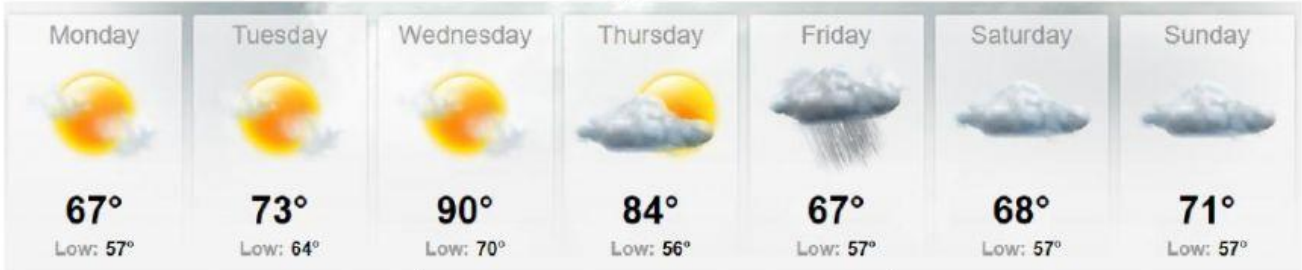 Monday Tuesday Wednesday Thursday Friday Saturday Sunday
67° 73° 90° 84° 67° 68° 71°
Low: 57° Low: 64° Low: 70° Low: 56° Low: 57° Low: 57° Low: 57°